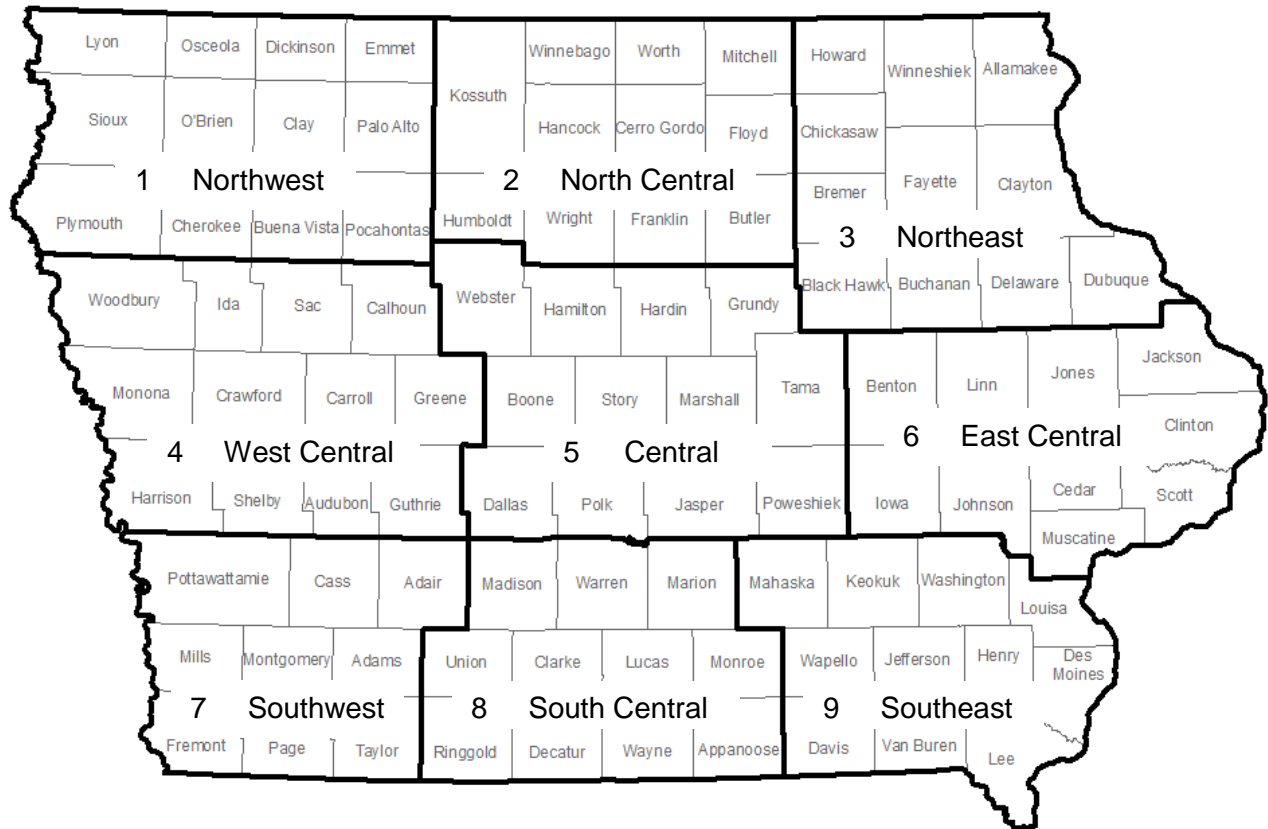 Lyon Osceola Dickinson Emmet Winnebago Worth Mitchell Howard Winneshiek Allamakee
Kossuth
Sioux O'Brien Clay Palo Alto Hancock Cerro Gordo Floyd Chickasaw
1 Northwest 2 North Central Bremer Fayette Clayton
Plymouth Cherokee Buena Vista Pocahontas Humboldt Wright Franklin Butler
3 Northeast
Woodbury Ida Sac Calhoun Webster Hamilton Hardin Grundy Black Hawk Buchanan Delaware Dubuque
Monona Crawford Carroll Greene Boone Story Marshall Tama Benton Linn Jones Jackson
4 West Central 5 Central 6 East Central Clinton
Harrison Shelby Audubon Guthrie Dallas Polk Jasper Poweshiek Iowa Johnson Cedar Scott
Muscatine
Pottawattamie Cass Adair Madison Warren Marion Mahaska Keokuk Washington
Louisa
Mills Montgomery Adams Union Clarke Lucas Monroe Wapello Jefferson Henry Des
Moines
7 Southwest 8 South Central 9 Southeast
Fremont Page Taylor Ringgold Decatur Wayne Appanoose Davis Van Buren Lee